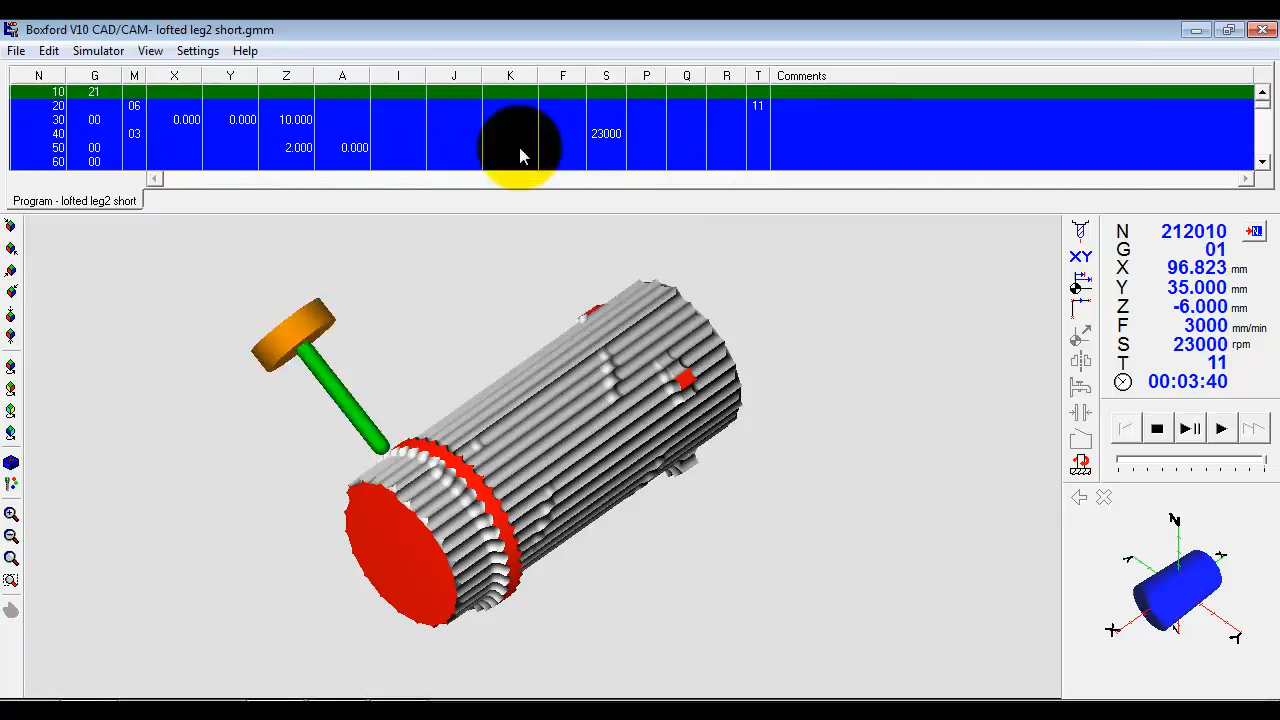 Boxford V10 CAD/CAM- lofted leg2 short.gmm
File Edit Simulator View Settings Help
N G M X Y Z A I J K F S P Q R T Comments
10 21
20 06 11
30 00 0.000 0.000 10.000
40 03 23000
50 00 2.000 0.000
60 00
Program - lofted leg2 short
N 212010
G 01
XY
X 96.823 mm
Y 35.000 mm
Z -6.000 mm
F 3000 mm/min
S 23000 rpm
T 11
00:03:40